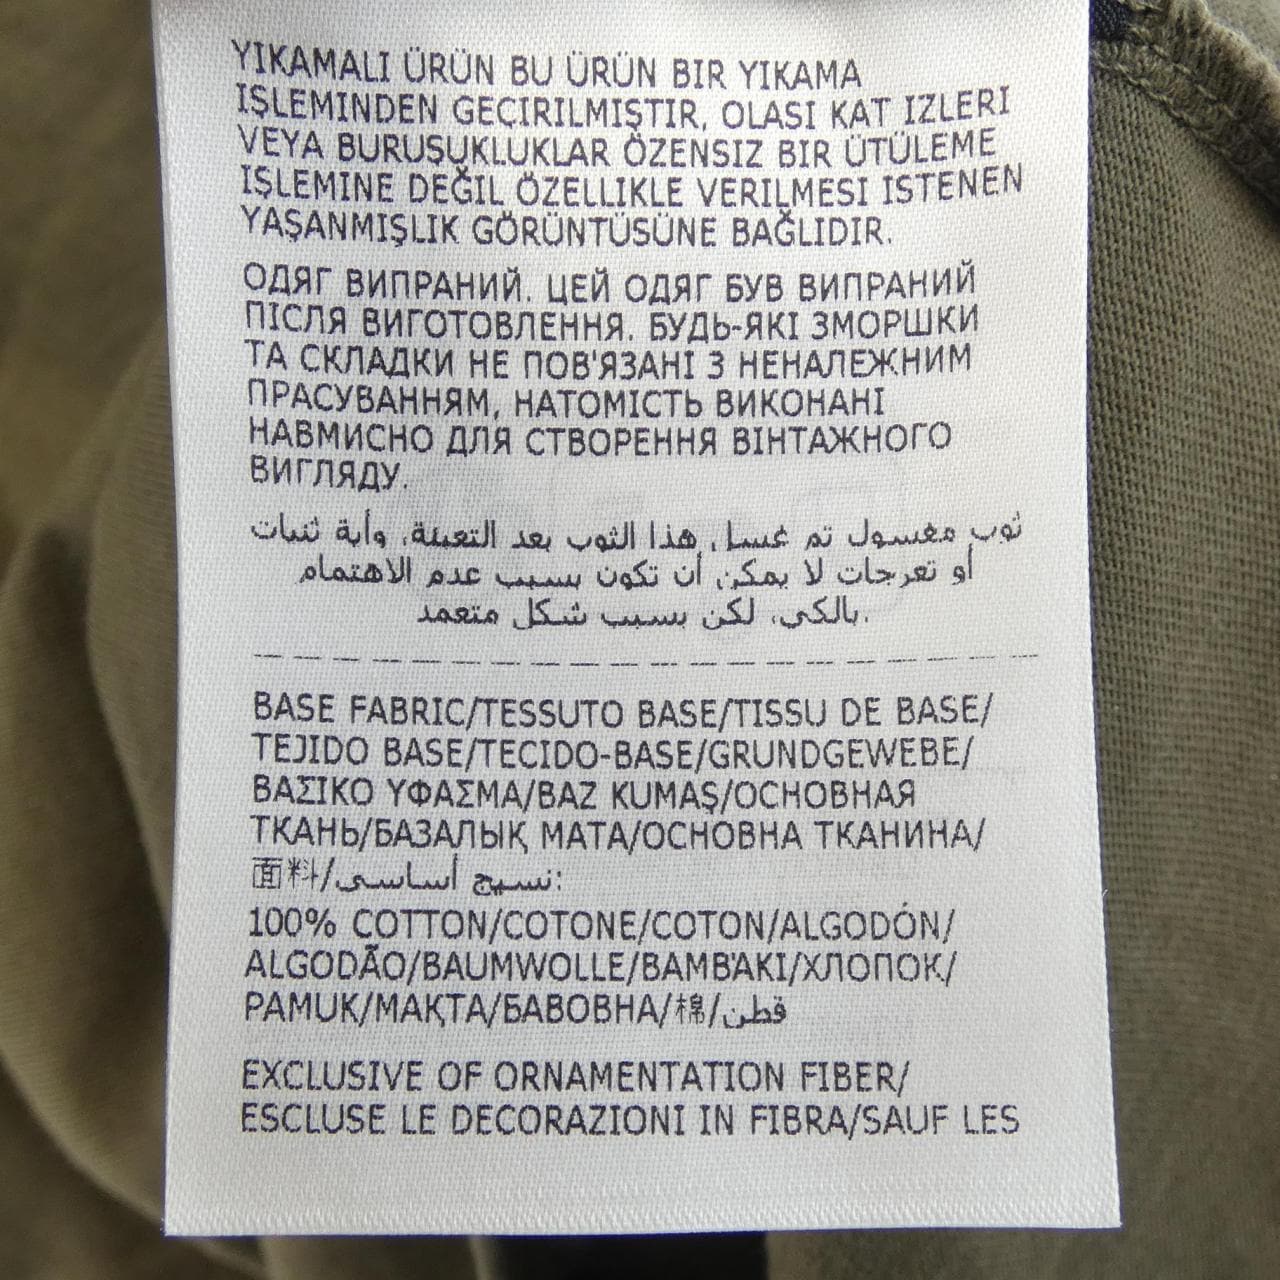 YIKAMALI ÜRÜN BU ÜRÜN BIR YIKAMA
IŞLEMINDEN GEÇIRILMIŞTIR, OLASI KAT IZLERI
VEYA BURUŞUKLUKLAR ÖZENSIZ BIR ÜTÜLEME
IŞLEMINE DEĞIL ÖZELLIKLE VERILMESI ISTENEN
YAŞANMIŞLIK GÖRÜNTÜSÜNE BAĞLIDIR.
ОДЯГ ВИПРАНИЙ. ЦЕЙ ОДЯГ БУВ ВИПРАНИЙ
ПІСЛЯ ВИГОТОВЛЕННЯ. БУДЬ-ЯКІ ЗМОРШКИ
ТА СКЛАДКИ НЕ ПОВ'ЯЗАНІ З НЕНАЛЕЖНИМ
ПРАСУВАННЯМ, НАТОМІСТЬ ВИКОНАНІ
НАВМИСНО ДЛЯ СТВОРЕННЯ ВІНТАЖНОГО
ВИГЛЯДУ.
ثوب مغسول تم غسل هذا الثوب بعد التعبئة، وأية ثنيات
أو تعرجات لا يمكن أن تكون بسبب عدم الاهتمام
بالكي، لكن بسبب شكل متعمد.
BASE FABRIC/TESSUTO BASE/TISSU DE BASE/
TEJIDO BASE/TECIDO-BASE/GRUNDGEWEBE/
ΒΑΣΙΚΟ ΥΦΑΣΜΑ/BAZ KUMAŞ/ОСНОВНАЯ
ТКАНЬ/БАЗАЛЫҚ МАТА/ОСНОВНА ТКАНИНА/
面料/نسيج أساسي:
100% COTTON/COTONE/COTON/ALGODÓN/
ALGODÃO/BAUMWOLLE/ΒΑΜΒΆΚΙ/ХЛОПОК/
PAMUK/МАҚТА/БАВОВНА/棉/قطن
EXCLUSIVE OF ORNAMENTATION FIBER/
ESCLUSE LE DECORAZIONI IN FIBRA/SAUF LES